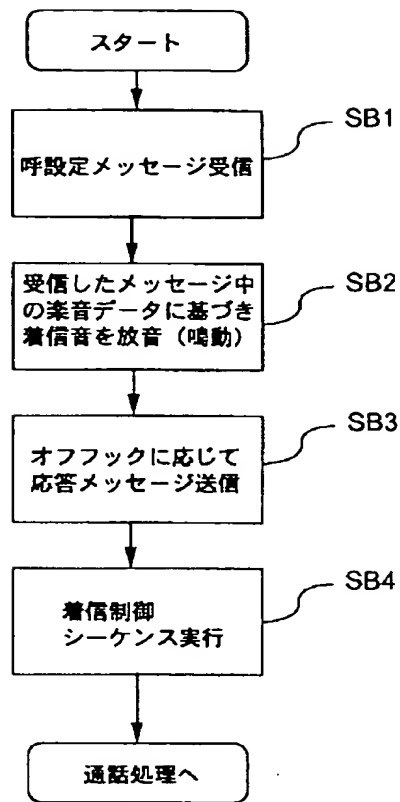 スタート
呼設定メッセージ受信
SB1
受信したメッセージ中
の楽音データに基づき
着信音を放音（鳴動）
SB2
オフフックに応じて
応答メッセージ送信
SB3
着信制御
シーケンス実行
SB4
通話処理へ